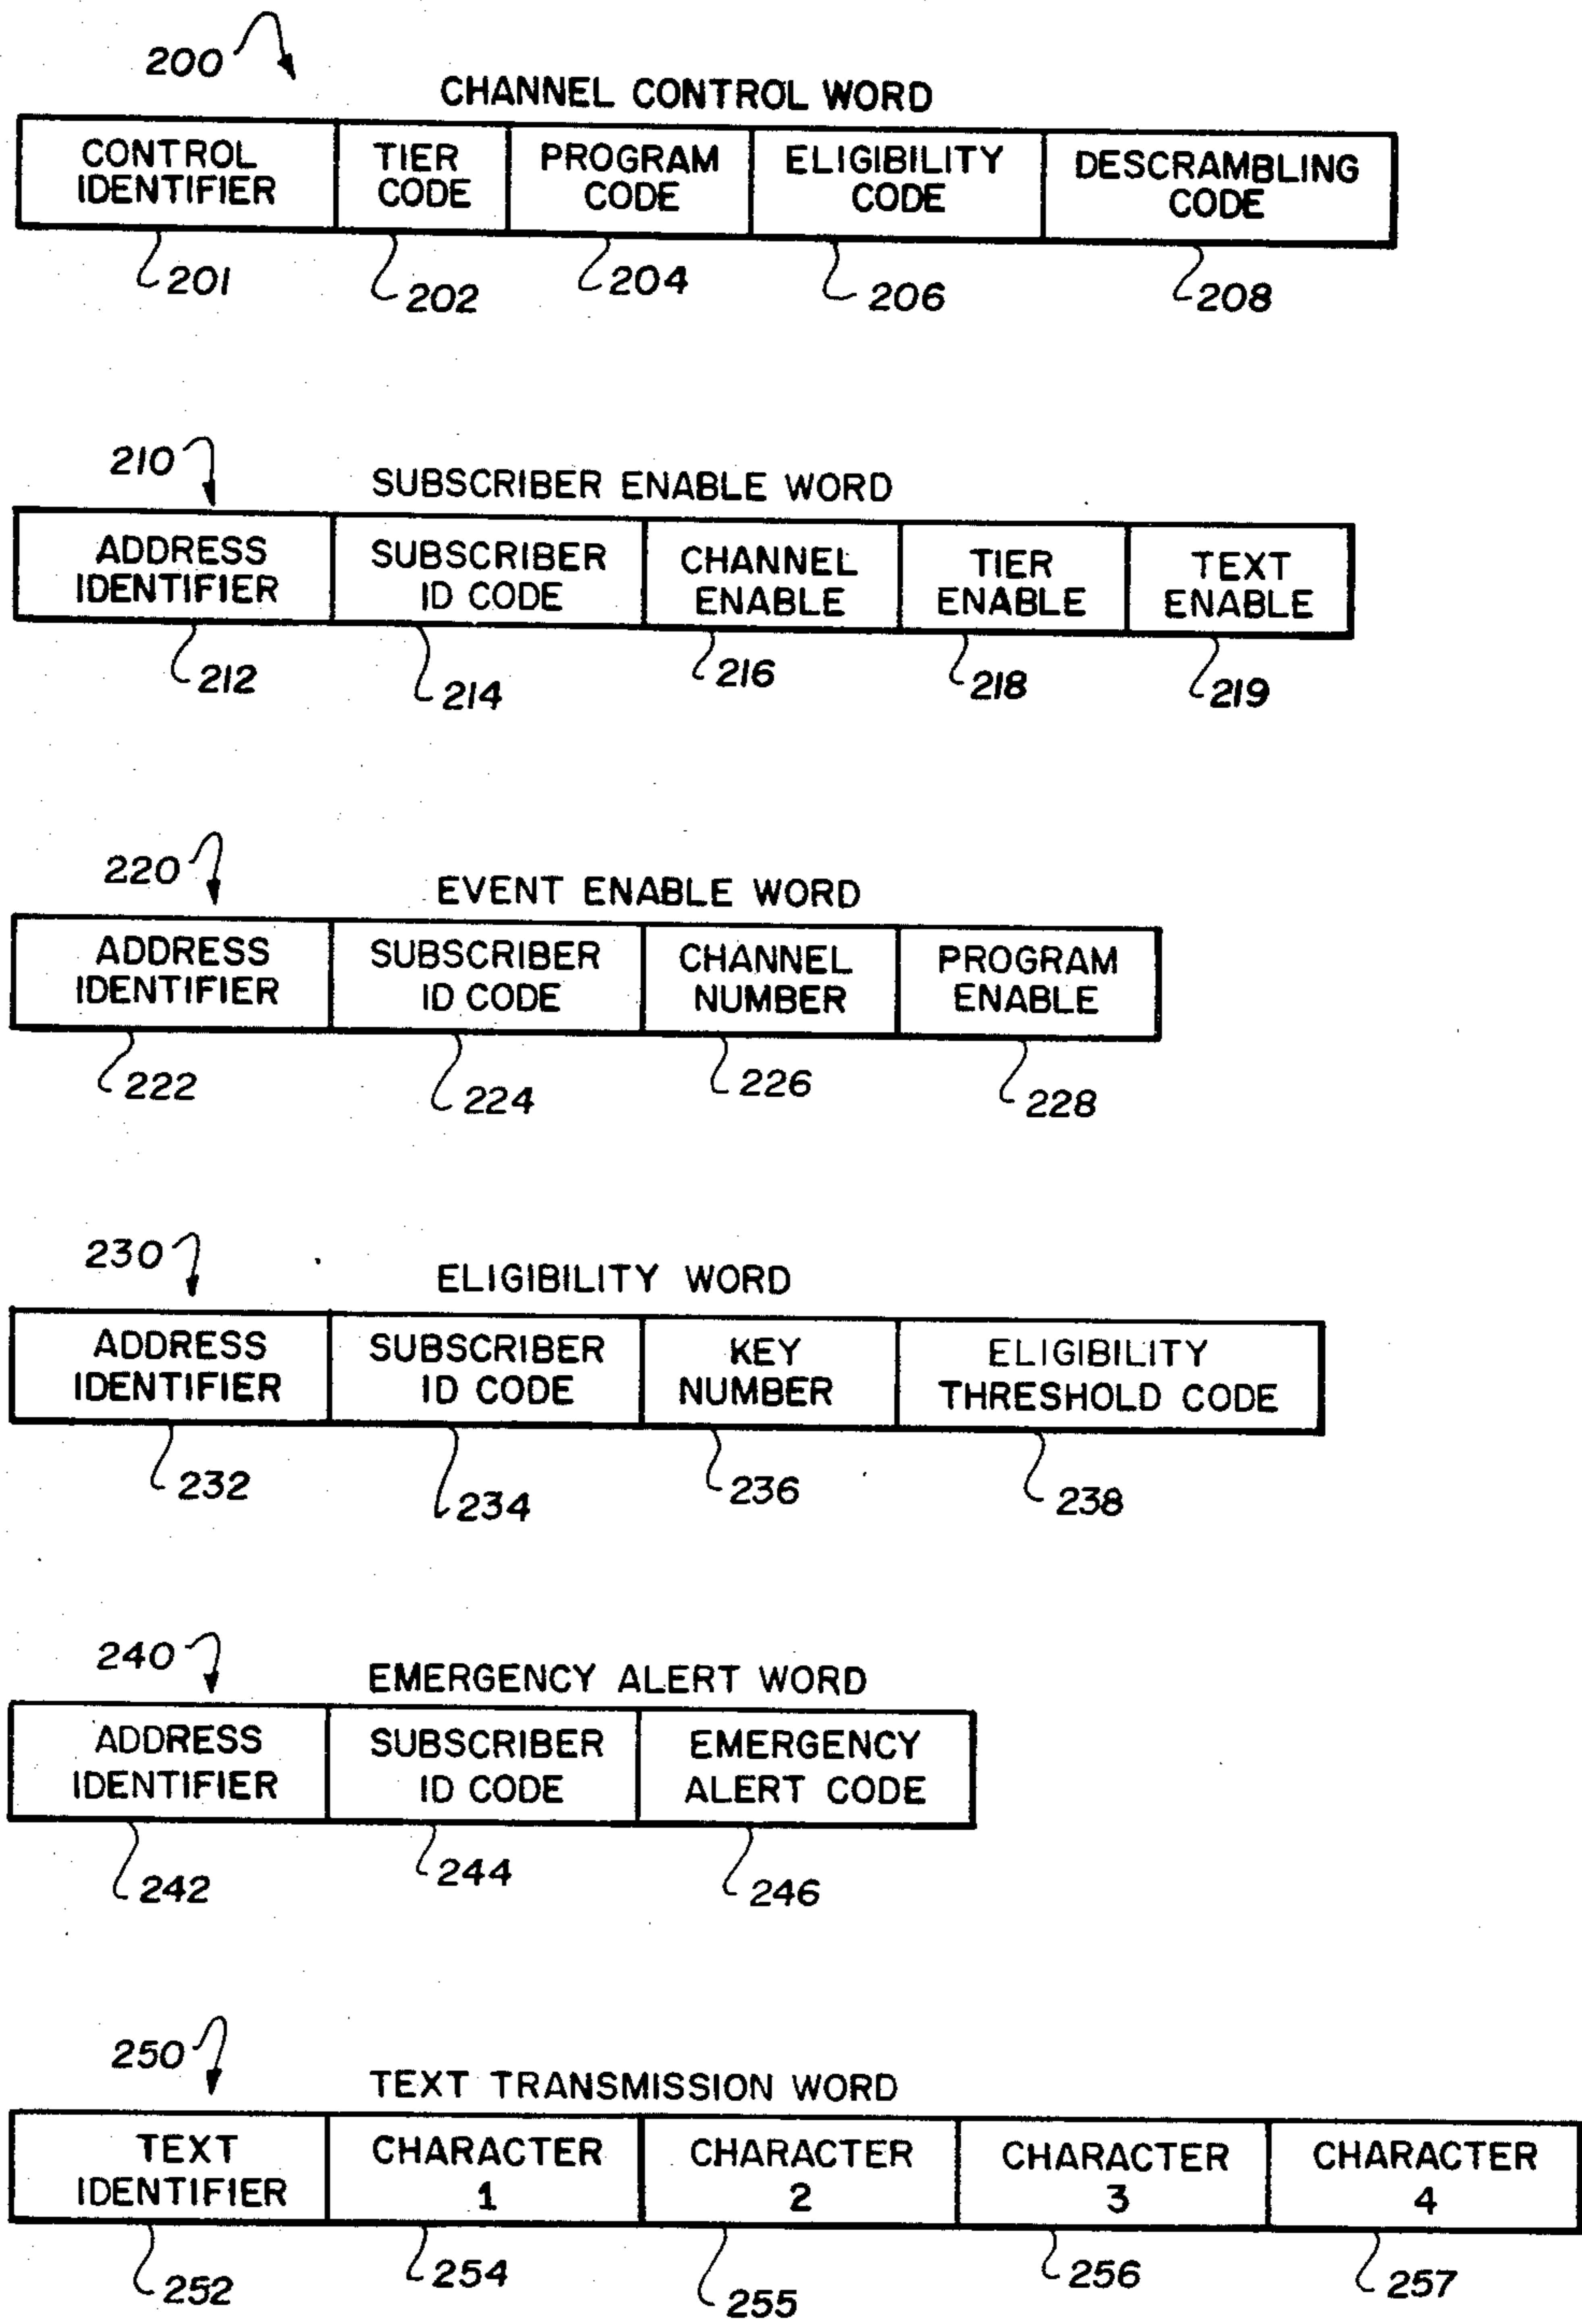 200
CHANNEL CONTROL WORD
CONTROL IDENTIFIER
TIER CODE
PROGRAM CODE
ELIGIBILITY CODE
DESCRAMBLING CODE
201
202
204
206
208
210
SUBSCRIBER ENABLE WORD
ADDRESS IDENTIFIER
SUBSCRIBER ID CODE
CHANNEL ENABLE
TIER ENABLE
TEXT ENABLE
212
214
216
218
219
220
EVENT ENABLE WORD
ADDRESS IDENTIFIER
SUBSCRIBER ID CODE
CHANNEL NUMBER
PROGRAM ENABLE
222
224
226
228
230
ELIGIBILITY WORD
ADDRESS IDENTIFIER
SUBSCRIBER ID CODE
KEY NUMBER
ELIGIBILITY THRESHOLD CODE
232
234
236
238
240
EMERGENCY ALERT WORD
ADDRESS IDENTIFIER
SUBSCRIBER ID CODE
EMERGENCY ALERT CODE
242
244
246
250
TEXT TRANSMISSION WORD
TEXT IDENTIFIER
CHARACTER 1
CHARACTER 2
CHARACTER 3
CHARACTER 4
252
254
255
256
257